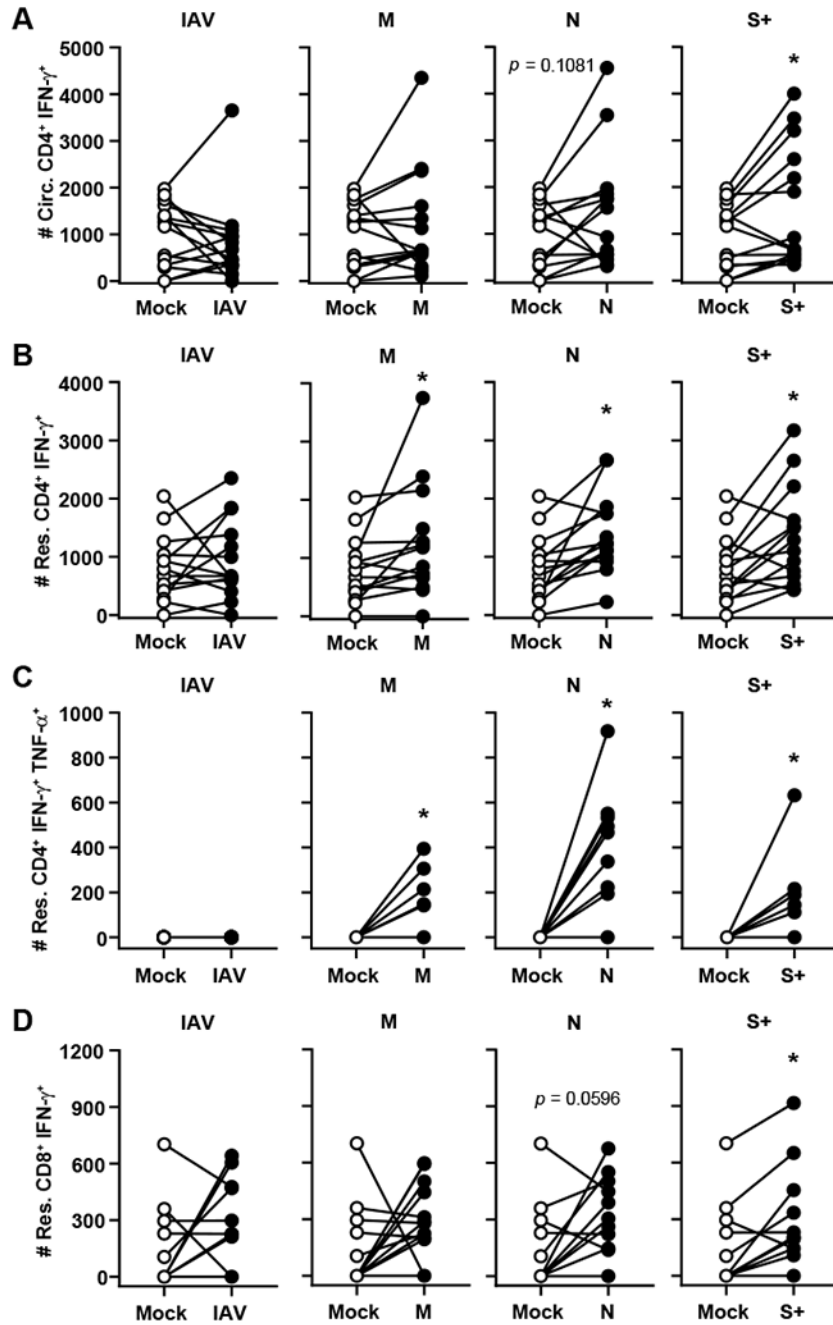 A
IAV M N S+
# Circ. CD4⁺ IFN-γ⁺
5000
4000
3000
2000
1000
0
p = 0.1081
*
Mock IAV Mock M Mock N Mock S+
B
IAV M N S+
# Res. CD4⁺ IFN-γ⁺
4000
3000
2000
1000
0
* * *
Mock IAV Mock M Mock N Mock S+
C
IAV M N S+
# Res. CD4⁺ IFN-γ⁺ TNF-α⁺
1000
800
600
400
200
0
* * *
Mock IAV Mock M Mock N Mock S+
D
IAV M N S+
# Res. CD8⁺ IFN-γ⁺
1200
900
600
300
0
p = 0.0596
*
Mock IAV Mock M Mock N Mock S+